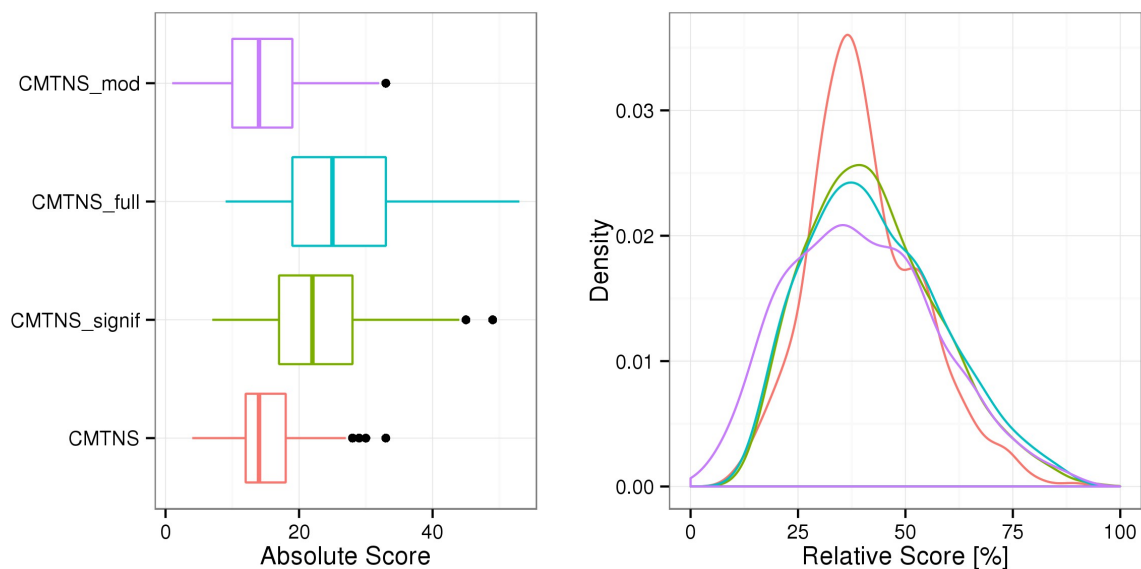 CMTNS_mod
CMTNS_full
CMTNS_signif
CMTNS
0
20
40
Absolute Score
Density
0.03
0.02
0.01
0.00
0
25
50
75
100
Relative Score [%]